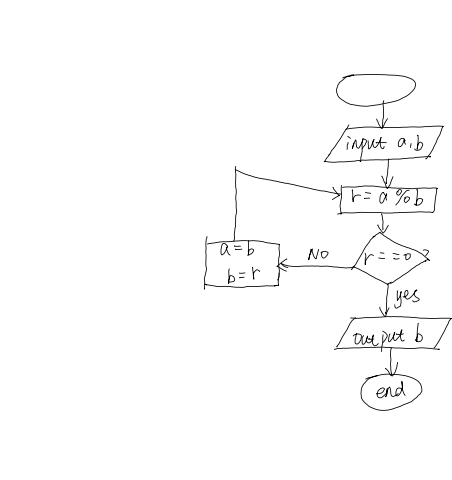 input a,b
r = a % b
r==0?
NO
a=b
b=r
yes
output b
end